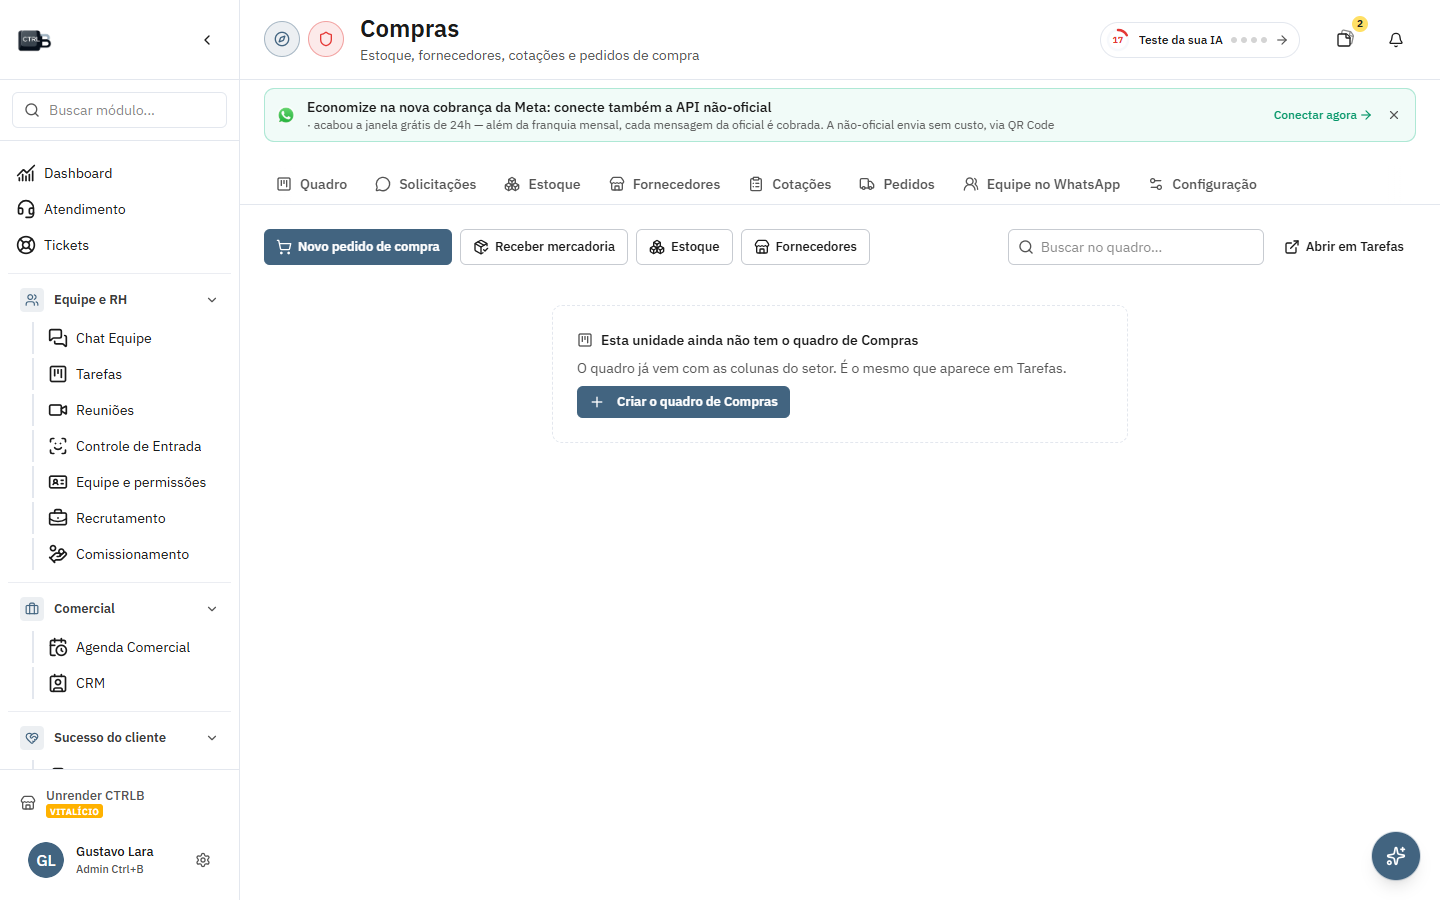 CTRL B
Buscar módulo...
Dashboard
Atendimento
Tickets
Equipe e RH
Chat Equipe
Tarefas
Reuniões
Controle de Entrada
Equipe e permissões
Recrutamento
Comissionamento
Comercial
Agenda Comercial
CRM
Sucesso do cliente
Unrender CTRLB
VITALÍCIO
GL
Gustavo Lara
Admin Ctrl+B
Compras
Estoque, fornecedores, cotações e pedidos de compra
17
Teste da sua IA
2
Economize na nova cobrança da Meta: conecte também a API não-oficial
· acabou a janela grátis de 24h — além da franquia mensal, cada mensagem da oficial é cobrada. A não-oficial envia sem custo, via QR Code
Conectar agora
Quadro
Solicitações
Estoque
Fornecedores
Cotações
Pedidos
Equipe no WhatsApp
Configuração
Novo pedido de compra
Receber mercadoria
Estoque
Fornecedores
Buscar no quadro...
Abrir em Tarefas
Esta unidade ainda não tem o quadro de Compras
O quadro já vem com as colunas do setor. É o mesmo que aparece em Tarefas.
Criar o quadro de Compras